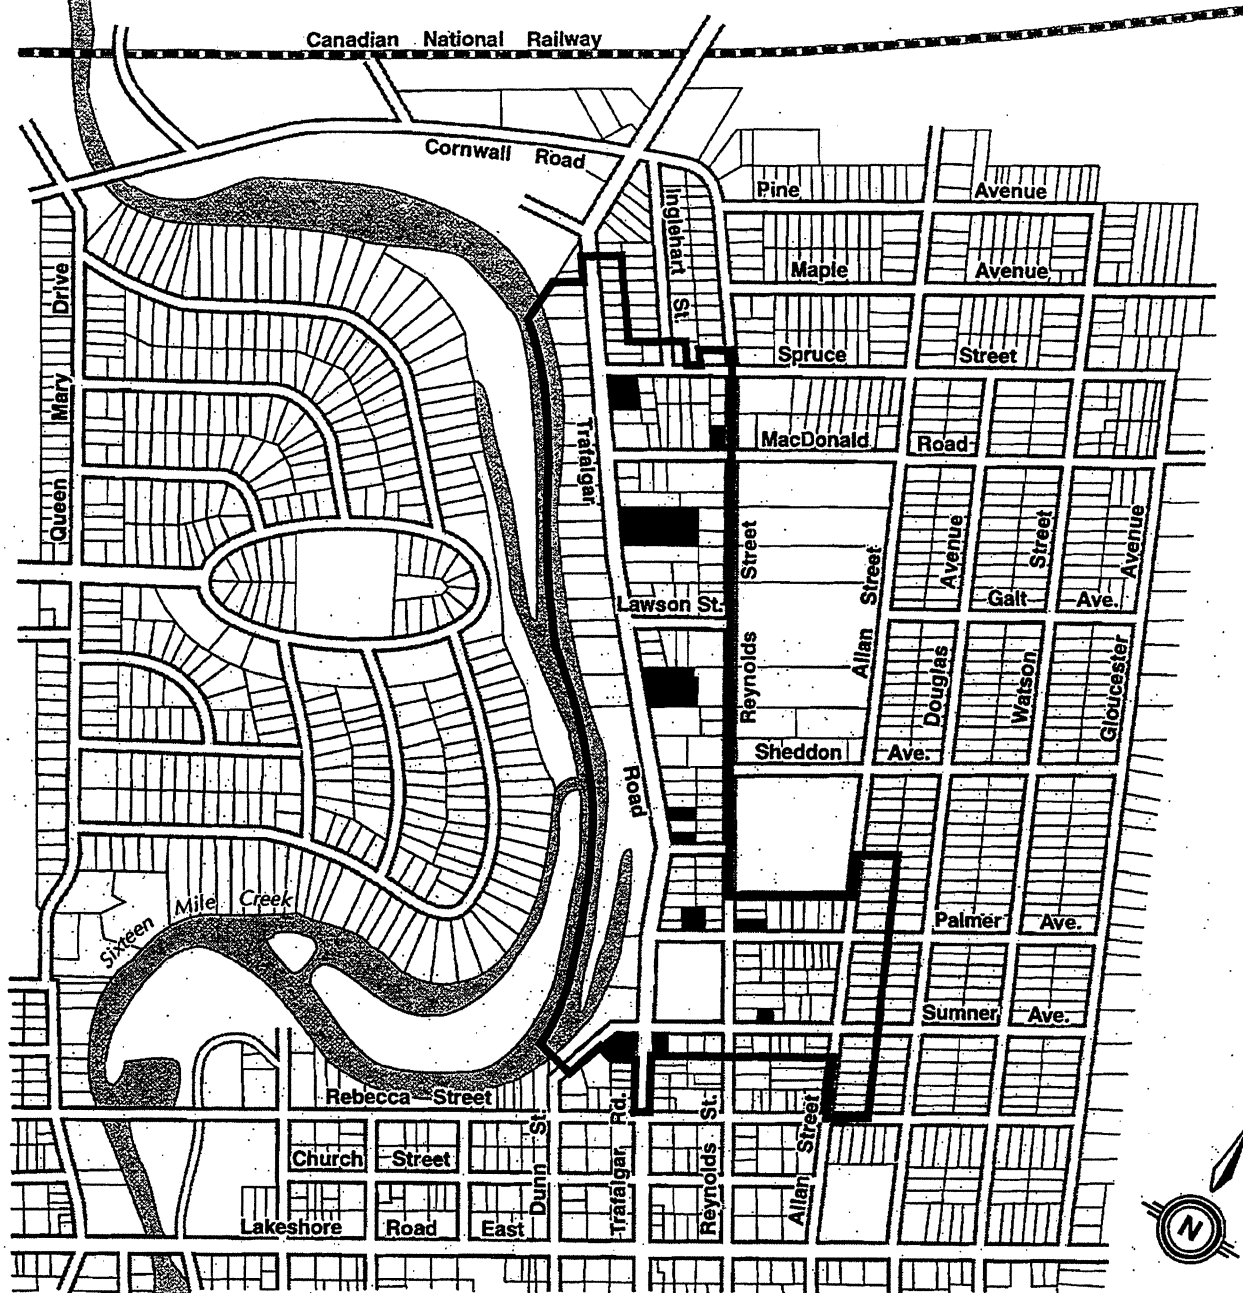 Canadian National Railway
Cornwall Road
Pine Avenue
Inglehart St.
Maple Avenue
Spruce Street
Queen Mary Drive
Trafalgar Road
MacDonald Road
Reynolds Street
Allan Street
Douglas Avenue
Watson Street
Gloucester Avenue
Galt Ave.
Lawson St.
Sheddon Ave.
Sixteen Mile Creek
Palmer Ave.
Sumner Ave.
Rebecca Street
Dunn St.
Trafalgar Rd.
Reynolds St.
Allan Street
Church Street
Lakeshore Road East
N